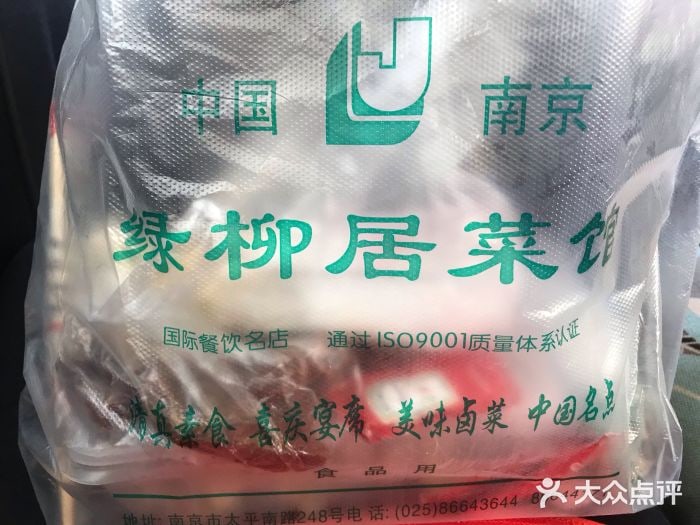 中国 南京
绿柳居菜馆
国际餐饮名店 通过ISO9001质量体系认证
清真素食 喜庆宴席 美味卤菜 中国名点
食品用
地址: 南京市太平南路248号 电话: (025)86643644
大众点评